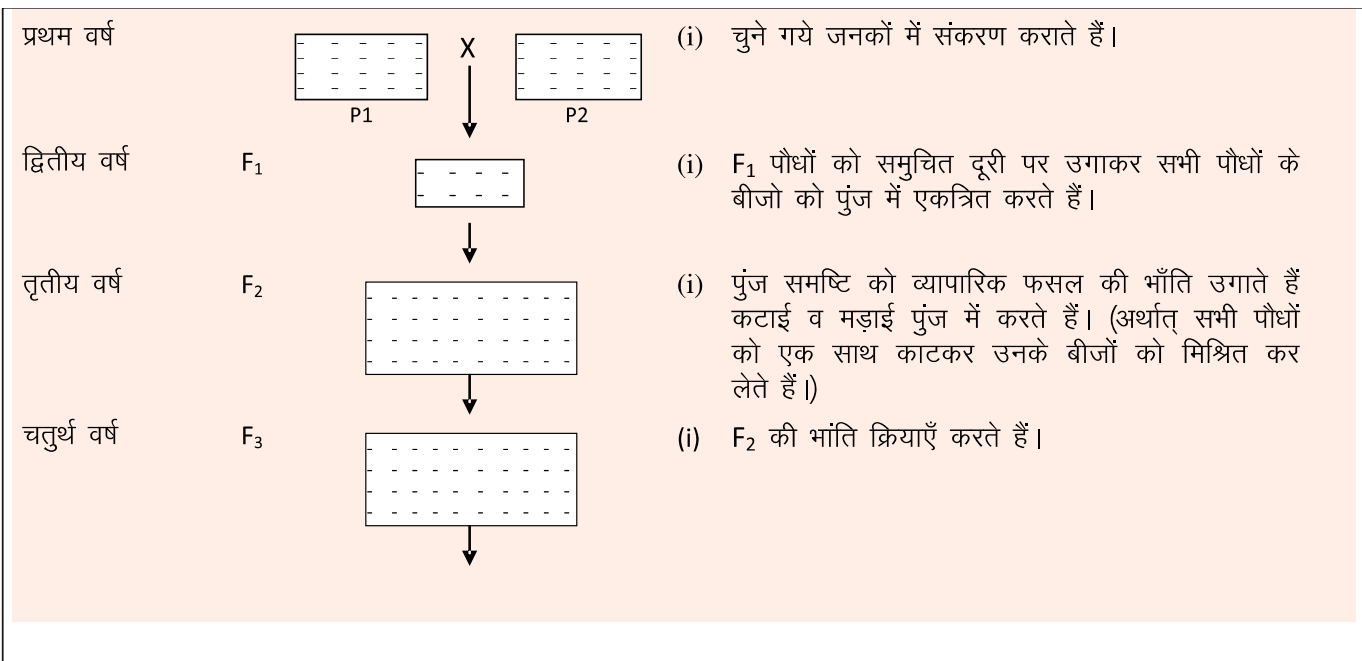 प्रथम वर्ष
X
P1
P2
(i) चुने गये जनकों में संकरण कराते हैं।
द्वितीय वर्ष
F₁
(i) F₁ पौधों को समुचित दूरी पर उगाकर सभी पौधों के
बीजो को पुंज में एकत्रित करते हैं।
तृतीय वर्ष
F₂
(i) पुंज समष्टि को व्यापारिक फसल की भाँति उगाते हैं
कटाई व मड़ाई पुंज में करते हैं। (अर्थात् सभी पौधों
को एक साथ काटकर उनके बीजों को मिश्रित कर
लेते हैं।)
चतुर्थ वर्ष
F₃
(i) F₂ की भांति क्रियाएँ करते हैं।